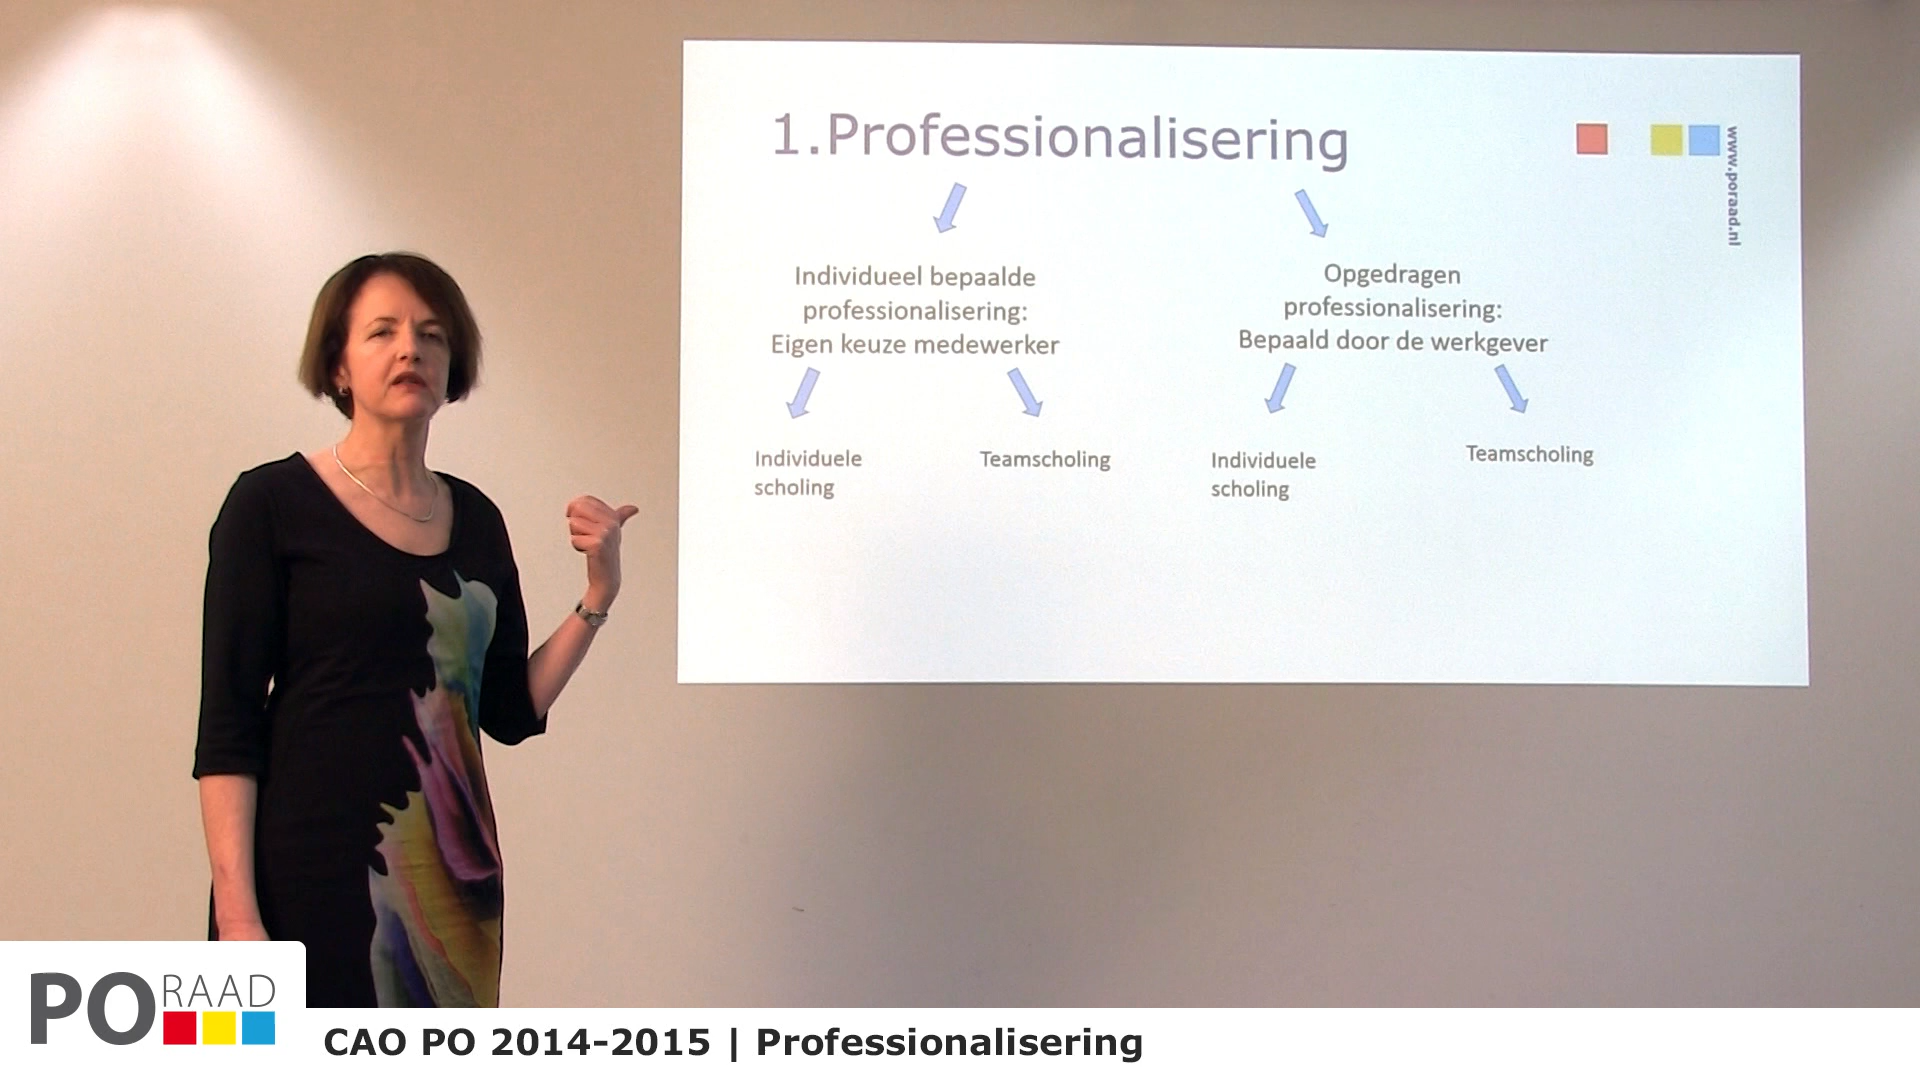 1.Professionalisering
www.poraad.nl
Individueel bepaalde
professionalisering:
Eigen keuze medewerker
Opgedragen
professionalisering:
Bepaald door de werkgever
Individuele
scholing
Teamscholing
Individuele
scholing
Teamscholing
PO RAAD
CAO PO 2014-2015 | Professionalisering